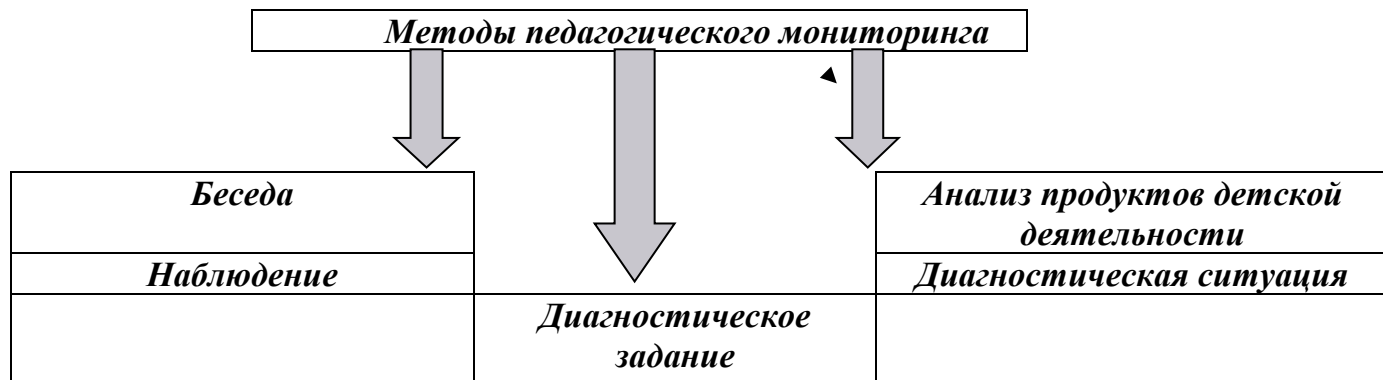 Методы педагогического мониторинга
Беседа
Анализ продуктов детской
деятельности
Наблюдение
Диагностическая ситуация
Диагностическое
задание